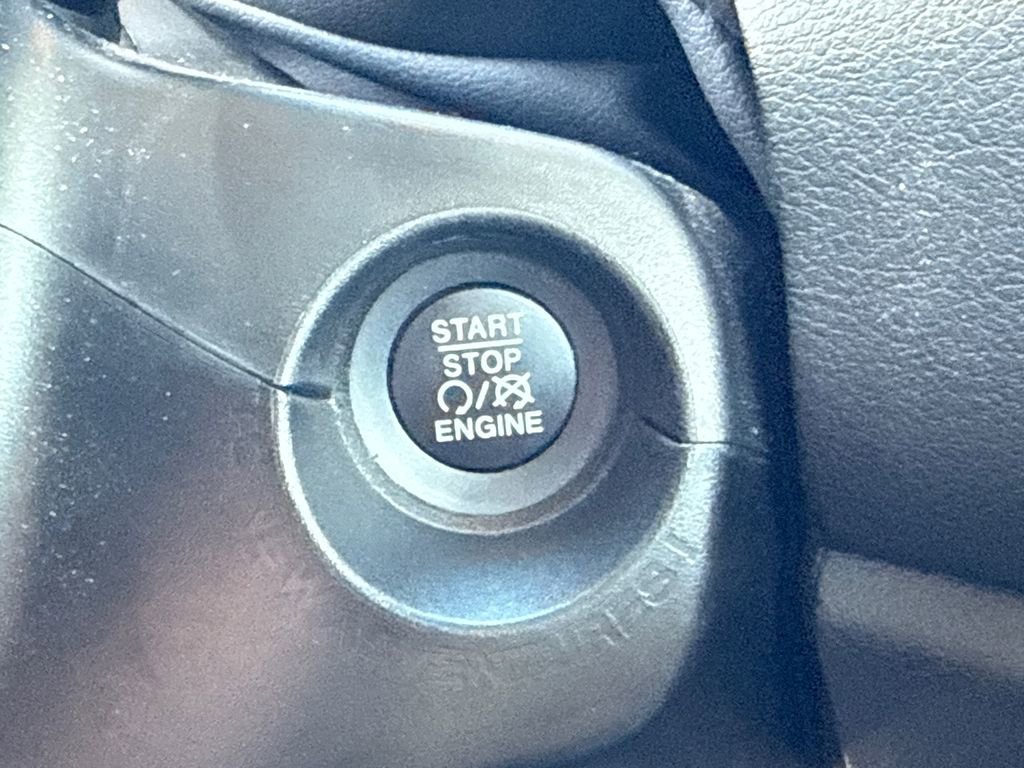 START
STOP
/
ENGINE